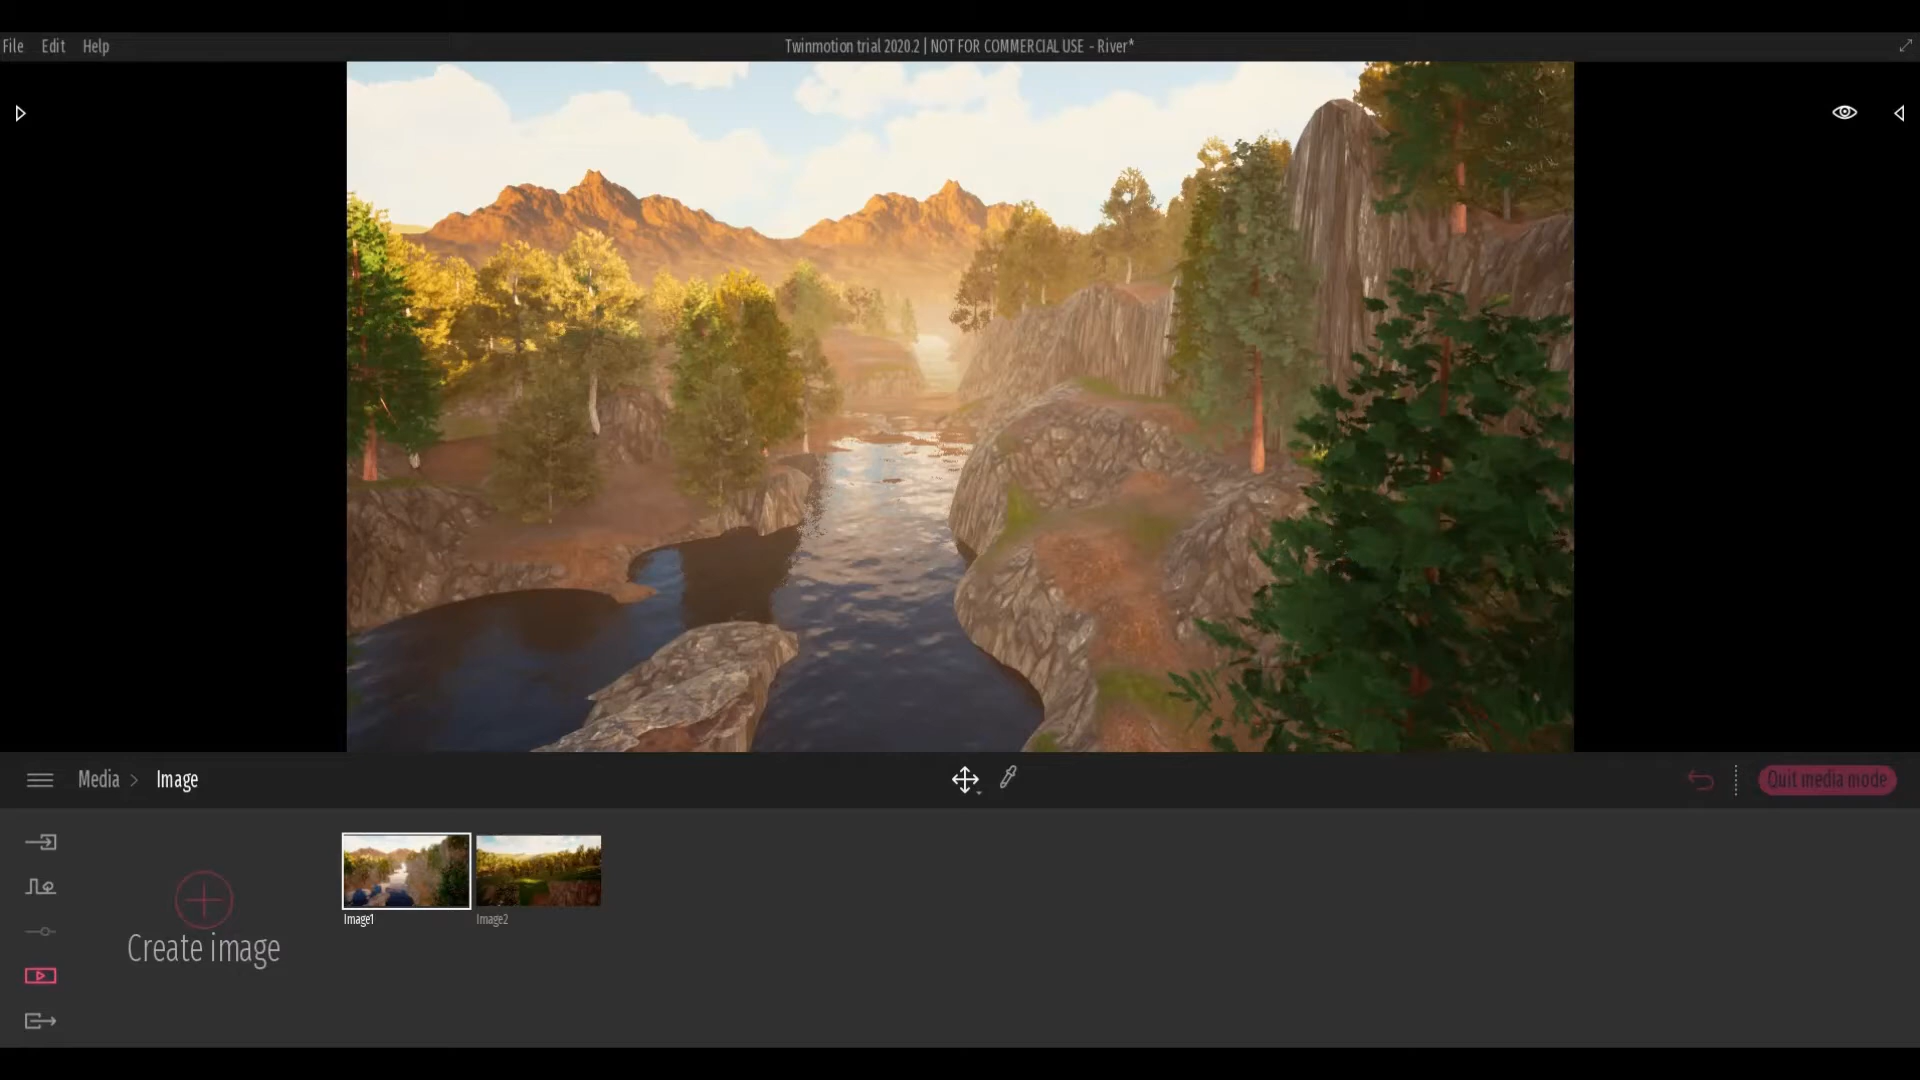 File Edit Help
Twinmotion trial 2020.2 | NOT FOR COMMERCIAL USE - River*
Media > Image
Quit media mode
Create image
Image1
Image2